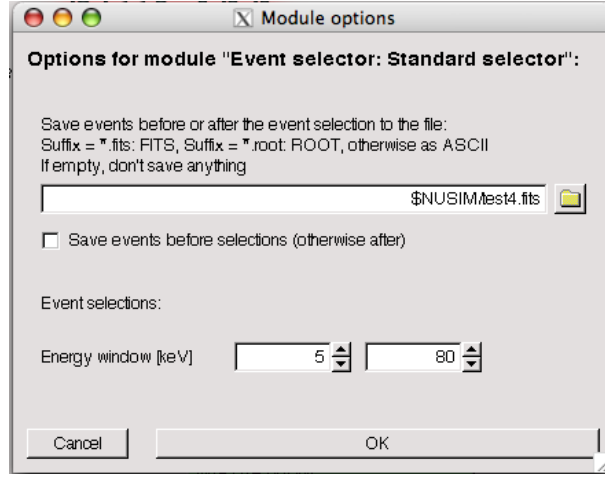 Module options
Options for module "Event selector: Standard selector":
Save events before or after the event selection to the file:
Suffix = *.fits: FITS, Suffix = *.root: ROOT, otherwise as ASCII
If empty, don't save anything
$NUSIM/test4.fits
Save events before selections (otherwise after)
Event selections:
Energy window [keV] 5 80
Cancel OK